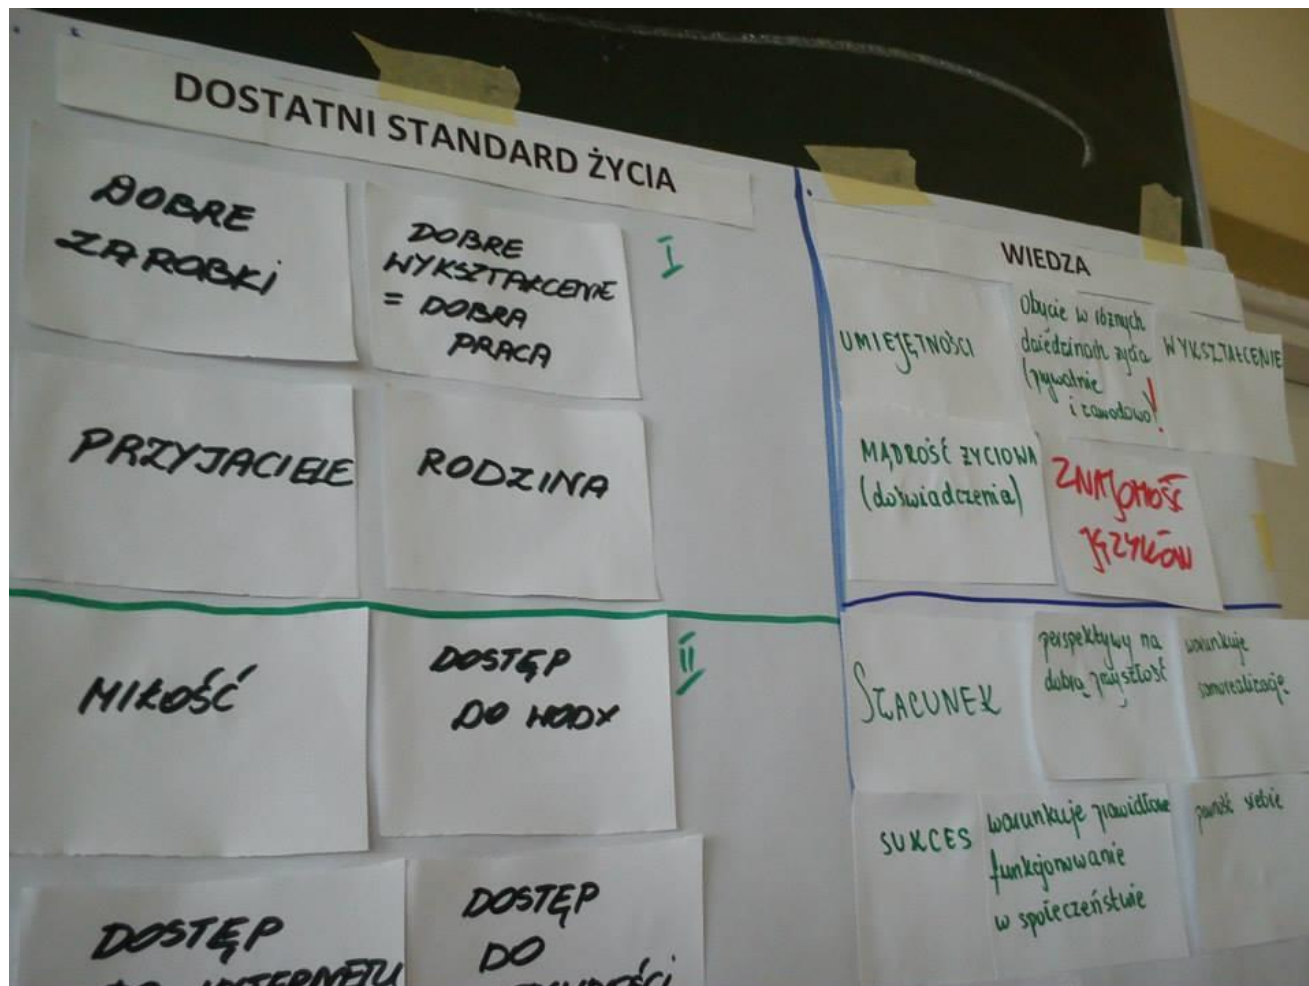 DOSTATNI STANDARD ŻYCIA
DOBRE
ZAROBKI
DOBRE
WYKSZTAŁCENIE
= DOBRA
PRACA
I
PRZYJACIELE
RODZINA
MIŁOŚĆ
DOSTĘP
DO WODY
II
DOSTĘP
DO INTERNETU
DOSTĘP
DO
WIEDZA
UMIEJĘTNOŚCI
Obycie w różnych
dziedzinach życia
(prywatnie
i zawodowo!
WYKSZTAŁCENIE
MĄDROŚĆ ŻYCIOWA
(doświadczenia)
ZNAJOMOŚĆ
JĘZYKÓW
SZACUNEK
perspektywy na
dobrą przyszłość
warunkuje
samorealizację
SUKCES
warunkuje prawidłowe
funkcjonowanie
w społeczeństwie
pewność siebie